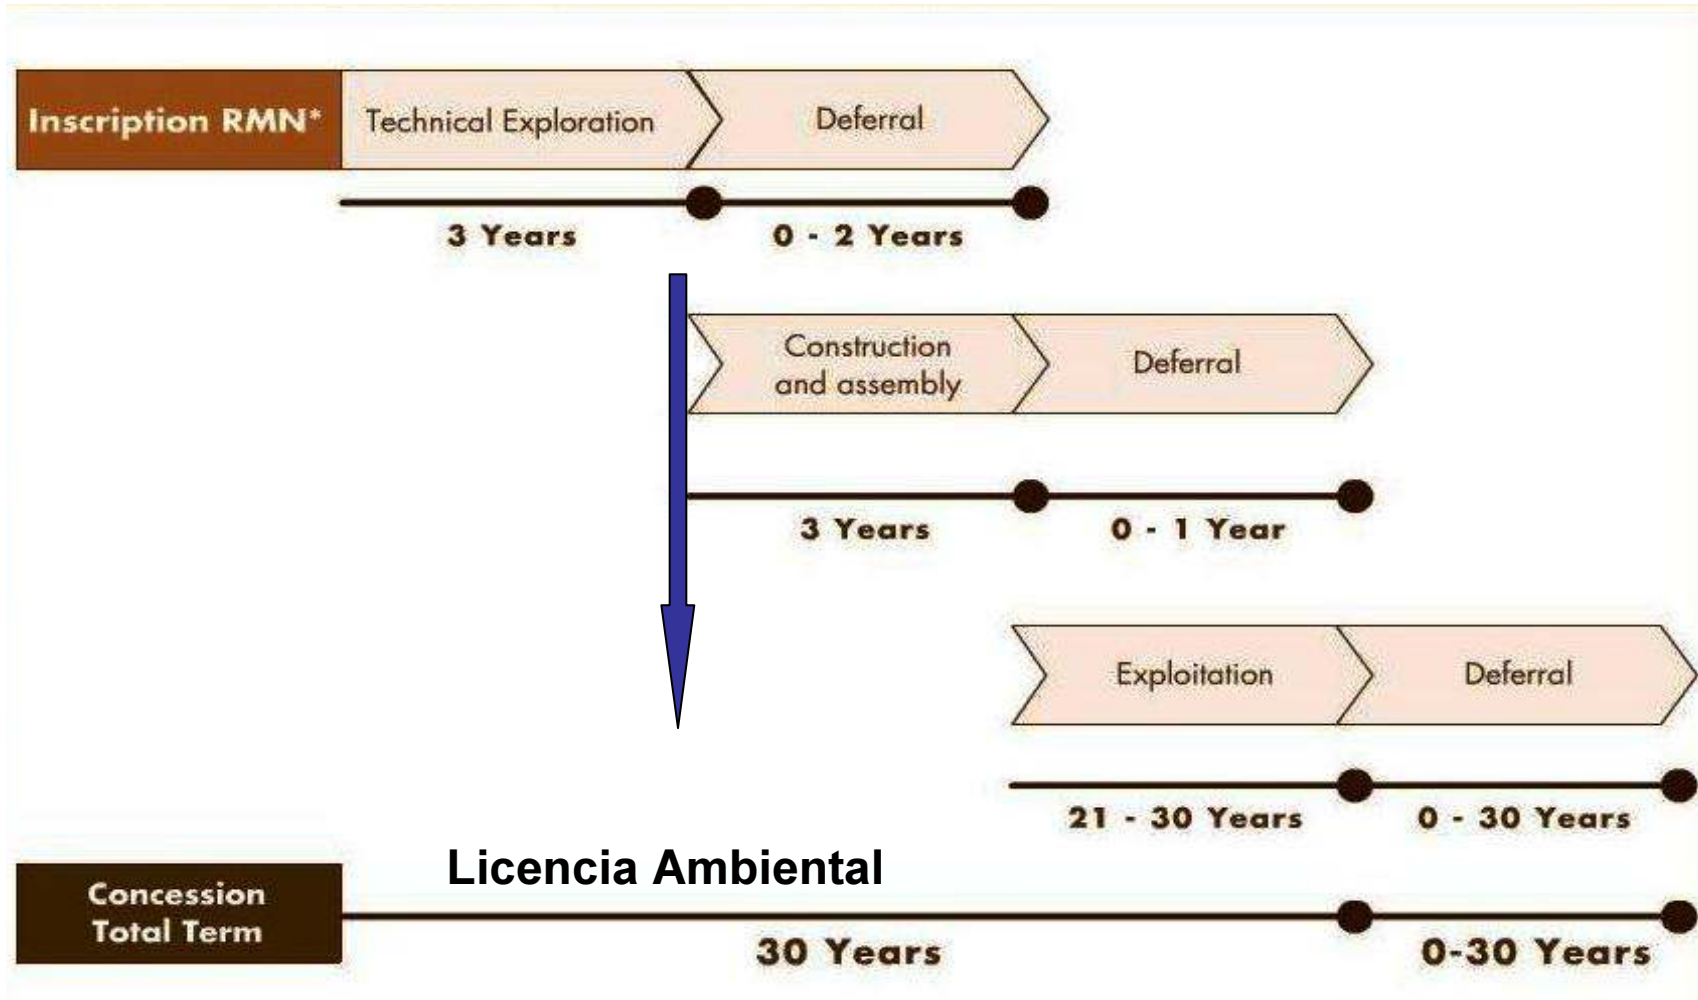 Inscription RMN*
Technical Exploration
Deferral
3 Years
0 - 2 Years
Construction
and assembly
Deferral
3 Years
0 - 1 Year
Exploitation
Deferral
21 - 30 Years
0 - 30 Years
Licencia Ambiental
Concession
Total Term
30 Years
0-30 Years